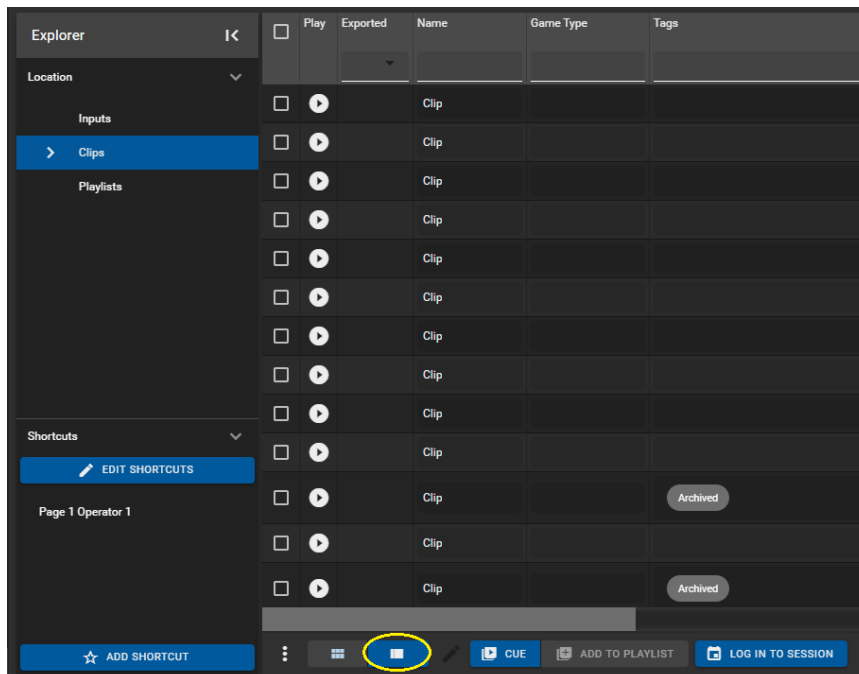 Explorer
Location
Inputs
Clips
Playlists
Shortcuts
EDIT SHORTCUTS
Page 1 Operator 1
ADD SHORTCUT
Play Exported Name Game Type Tags
Clip
Clip
Clip
Clip
Clip
Clip
Clip
Clip
Clip
Clip
Clip Archived
Clip
Clip Archived
CUE ADD TO PLAYLIST LOG IN TO SESSION